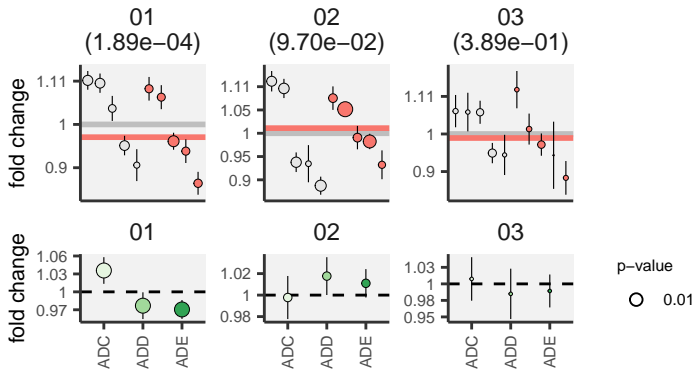 01
(1.89e−04)
02
(9.70e−02)
03
(3.89e−01)
fold change
1.11
1
0.9
1.11
1.05
1
0.95
0.9
1.11
1
0.9
01
02
03
fold change
1.06
1.03
1
0.97
1.02
1
0.98
1.03
1
0.98
0.95
ADC
ADD
ADE
ADC
ADD
ADE
ADC
ADD
ADE
p−value
0.01